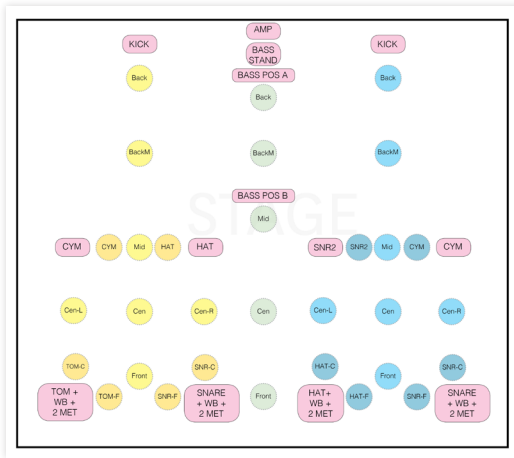 AMP
KICK
KICK
BASS
STAND
BASS POS A
Back
Back
Back
BackM
BackM
BackM
BASS POS B
STAGE
Mid
CYM
CYM
Mid
HAT
HAT
SNR2
SNR2
Mid
CYM
CYM
Cen-L
Cen
Cen-R
Cen
Cen-L
Cen
Cen-R
TOM-C
SNR-C
HAT-C
SNR-C
Front
Front
TOM +
WB +
2 MET
TOM-F
SNR-F
SNARE
+ WB +
2 MET
Front
HAT+
WB +
2 MET
HAT-F
SNR-F
SNARE
+ WB +
2 MET